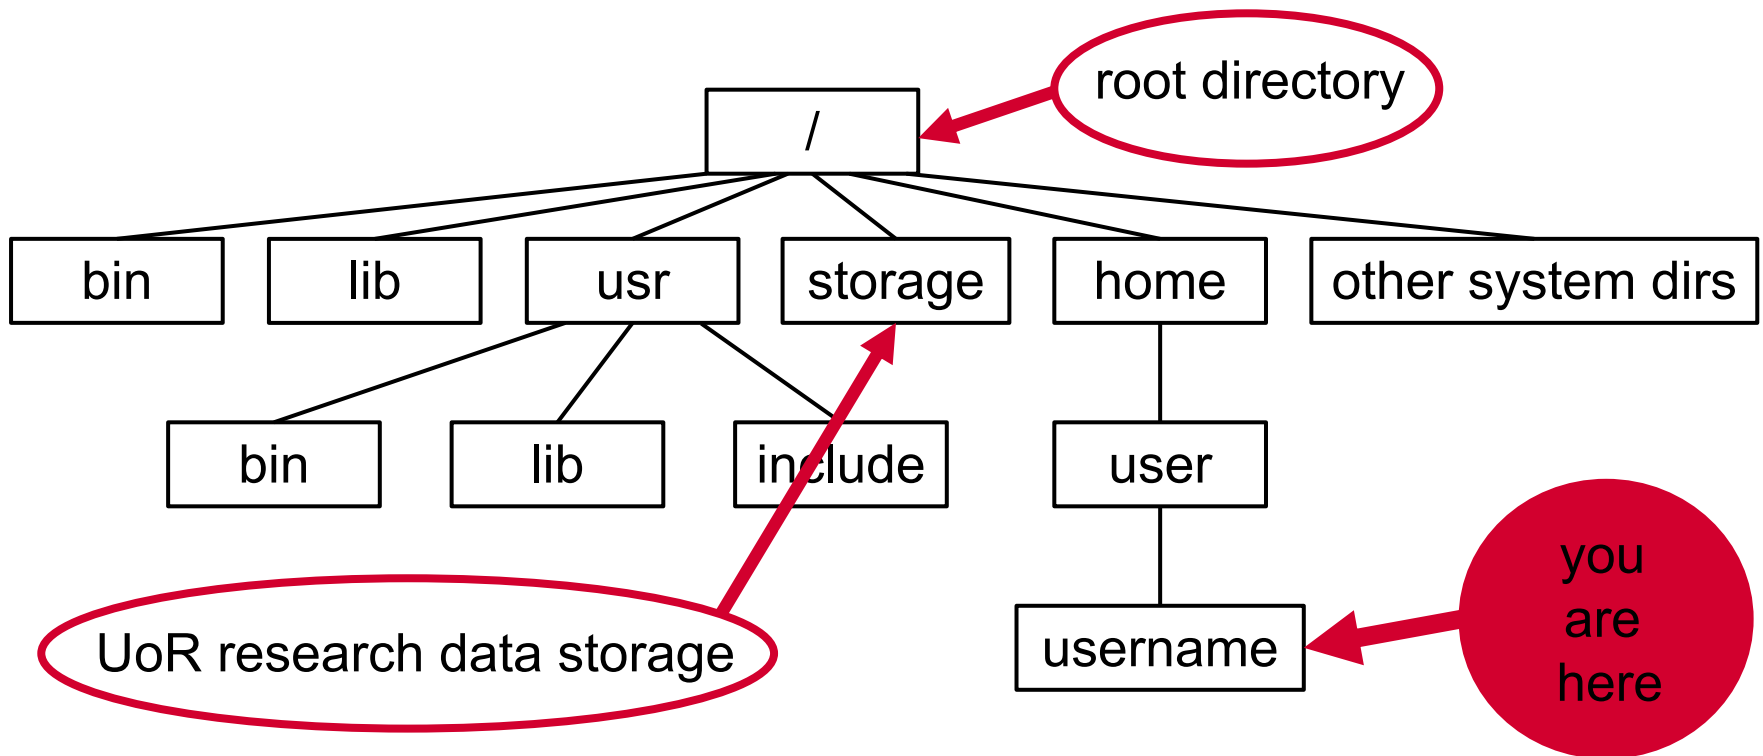 root directory
/
bin
lib
usr
storage
home
other system dirs
bin
lib
include
user
UoR research data storage
username
you
are
here